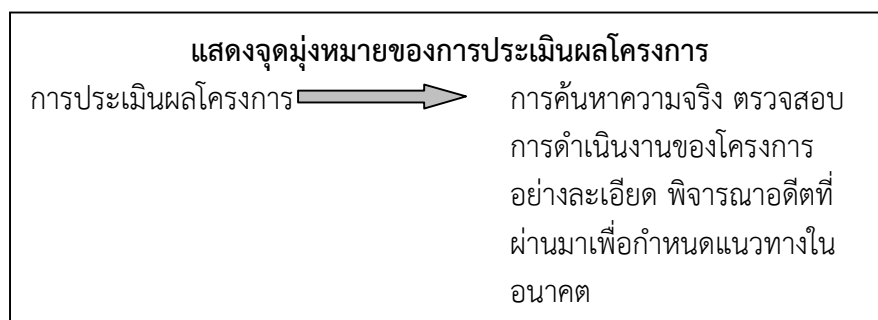 แสดงจุดมุ่งหมายของการประเมินผลโครงการ
การประเมินผลโครงการ การค้นหาความจริง ตรวจสอบ
การดำเนินงานของโครงการ
อย่างละเอียด พิจารณาอดีตที่
ผ่านมาเพื่อกำหนดแนวทางใน
อนาคต